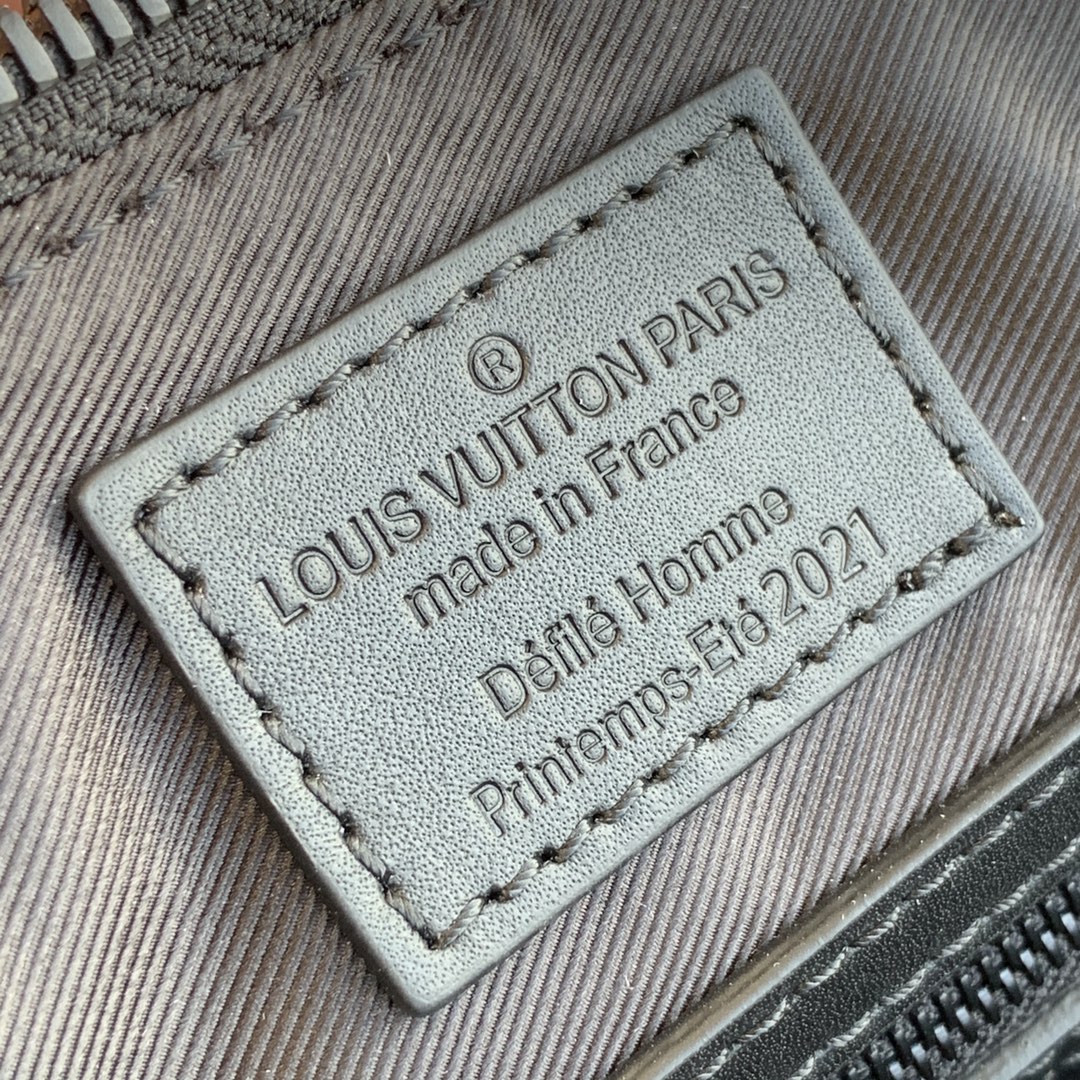 ®
LOUIS VUITTON PARIS
made in France
Défilé Homme
Printemps-Eté 2021